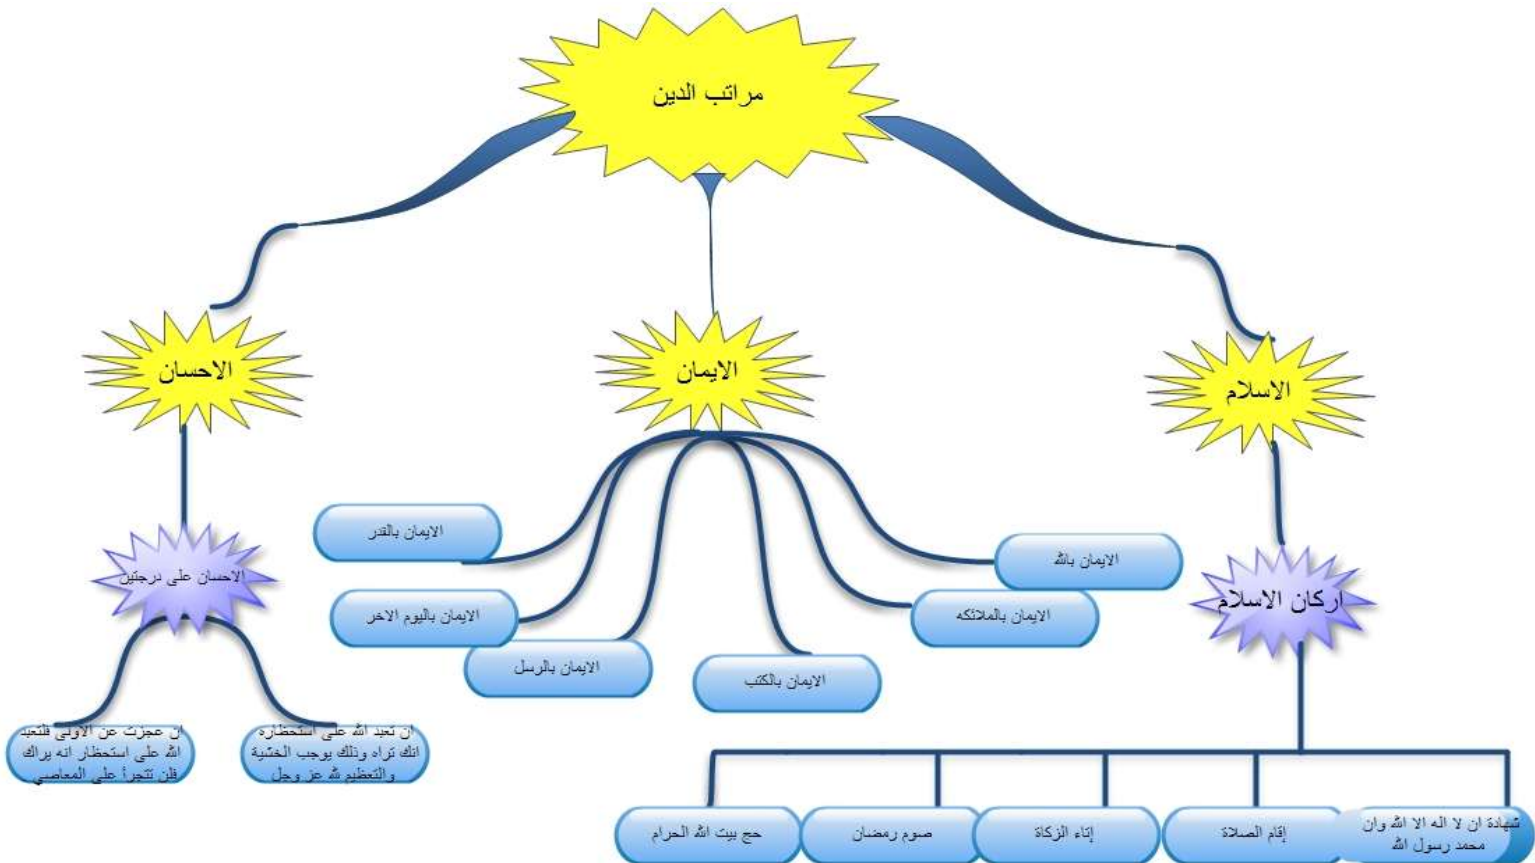 مراتب الدين
الاسلام
الايمان
الاحسان
اركان الاسلام
شهادة ان لا اله الا الله وان
محمد رسول الله
إقام الصلاة
إتاء الزكاة
صوم رمضان
حج بيت الله الحرام
الايمان بالله
الايمان بالملائكه
الايمان بالكتب
الايمان بالرسل
الايمان باليوم الاخر
الايمان بالقدر
الاحسان على درجتين
ان تعبد الله على استحظاره
انك تراه وذلك يوجب الخشية
والتعظيم لله عز وجل
ان عجزت عن الاولى فلتعبد
الله على استحظار انه يراك
فلن تتجرأ على المعاصي